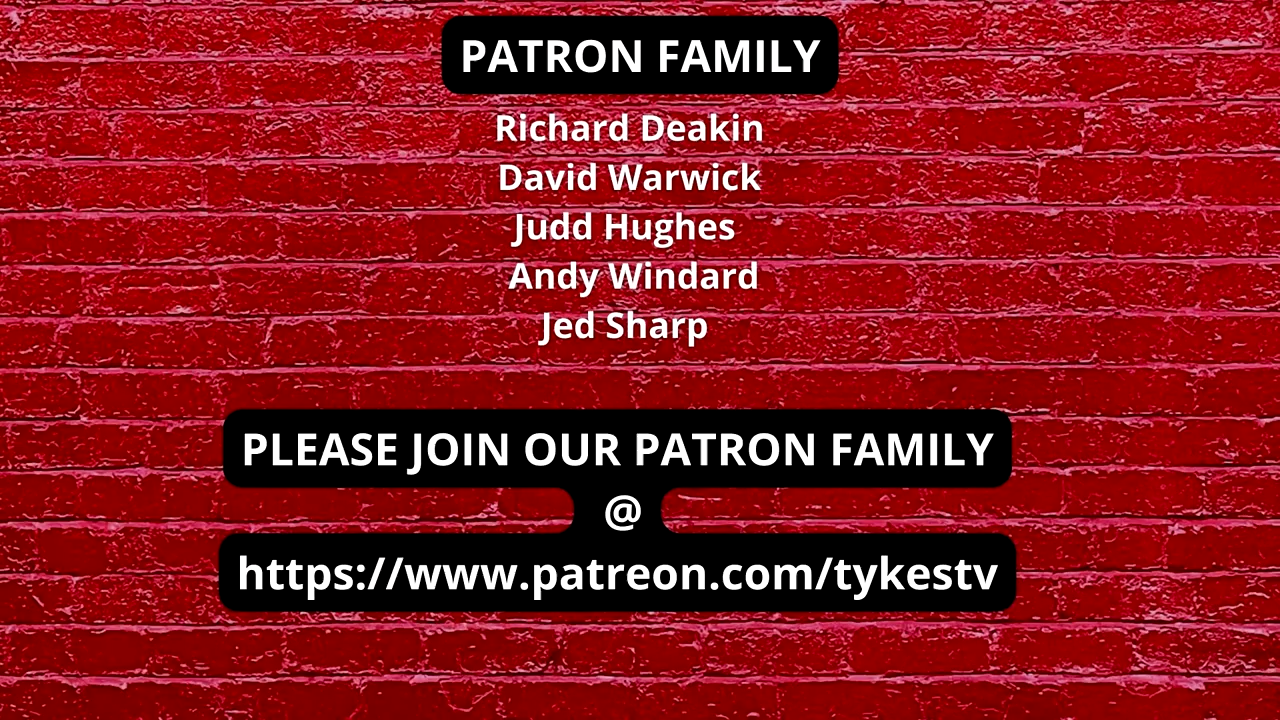 PATRON FAMILY
Richard Deakin
David Warwick
Judd Hughes
Andy Windard
Jed Sharp
PLEASE JOIN OUR PATRON FAMILY
@
https://www.patreon.com/tykestv